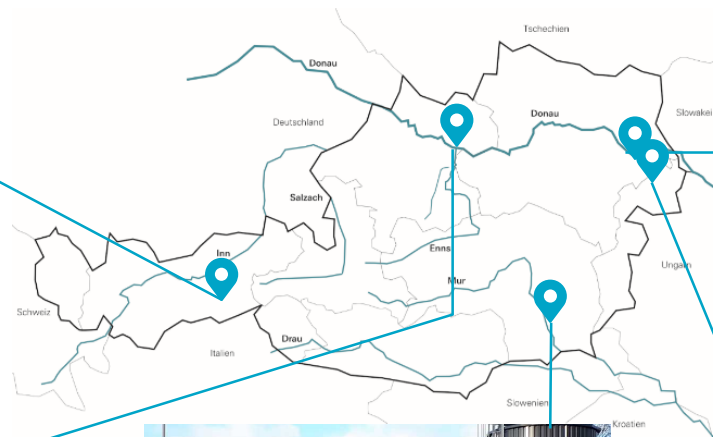 Tschechien
Donau
Donau
Slowakei
Deutschland
Salzach
Enns
Inn
Ungarn
Mur
Schweiz
Drau
Italien
Slowenien
Kroatien